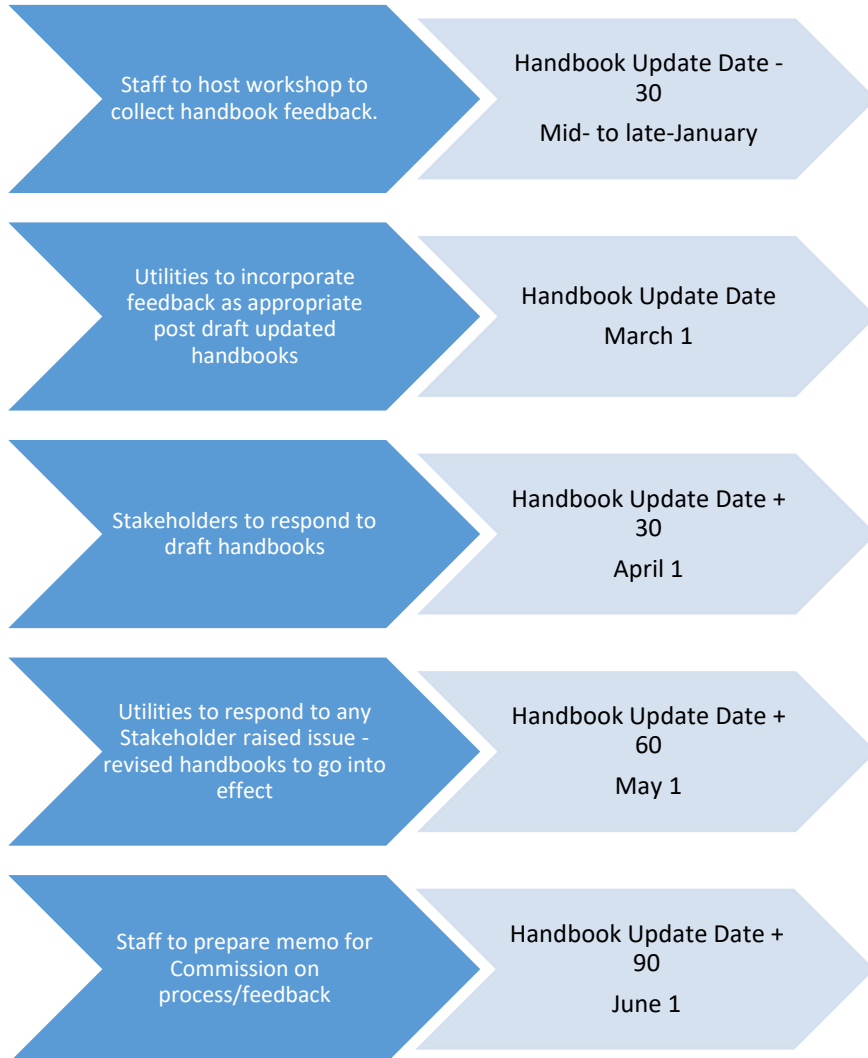 Staff to host workshop to
collect handbook feedback.
Handbook Update Date -
30
Mid- to late-January
Utilities to incorporate
feedback as appropriate
post draft updated
handbooks
Handbook Update Date
March 1
Stakeholders to respond to
draft handbooks
Handbook Update Date +
30
April 1
Utilities to respond to any
Stakeholder raised issue -
revised handbooks to go into
effect
Handbook Update Date +
60
May 1
Staff to prepare memo for
Commission on
process/feedback
Handbook Update Date +
90
June 1